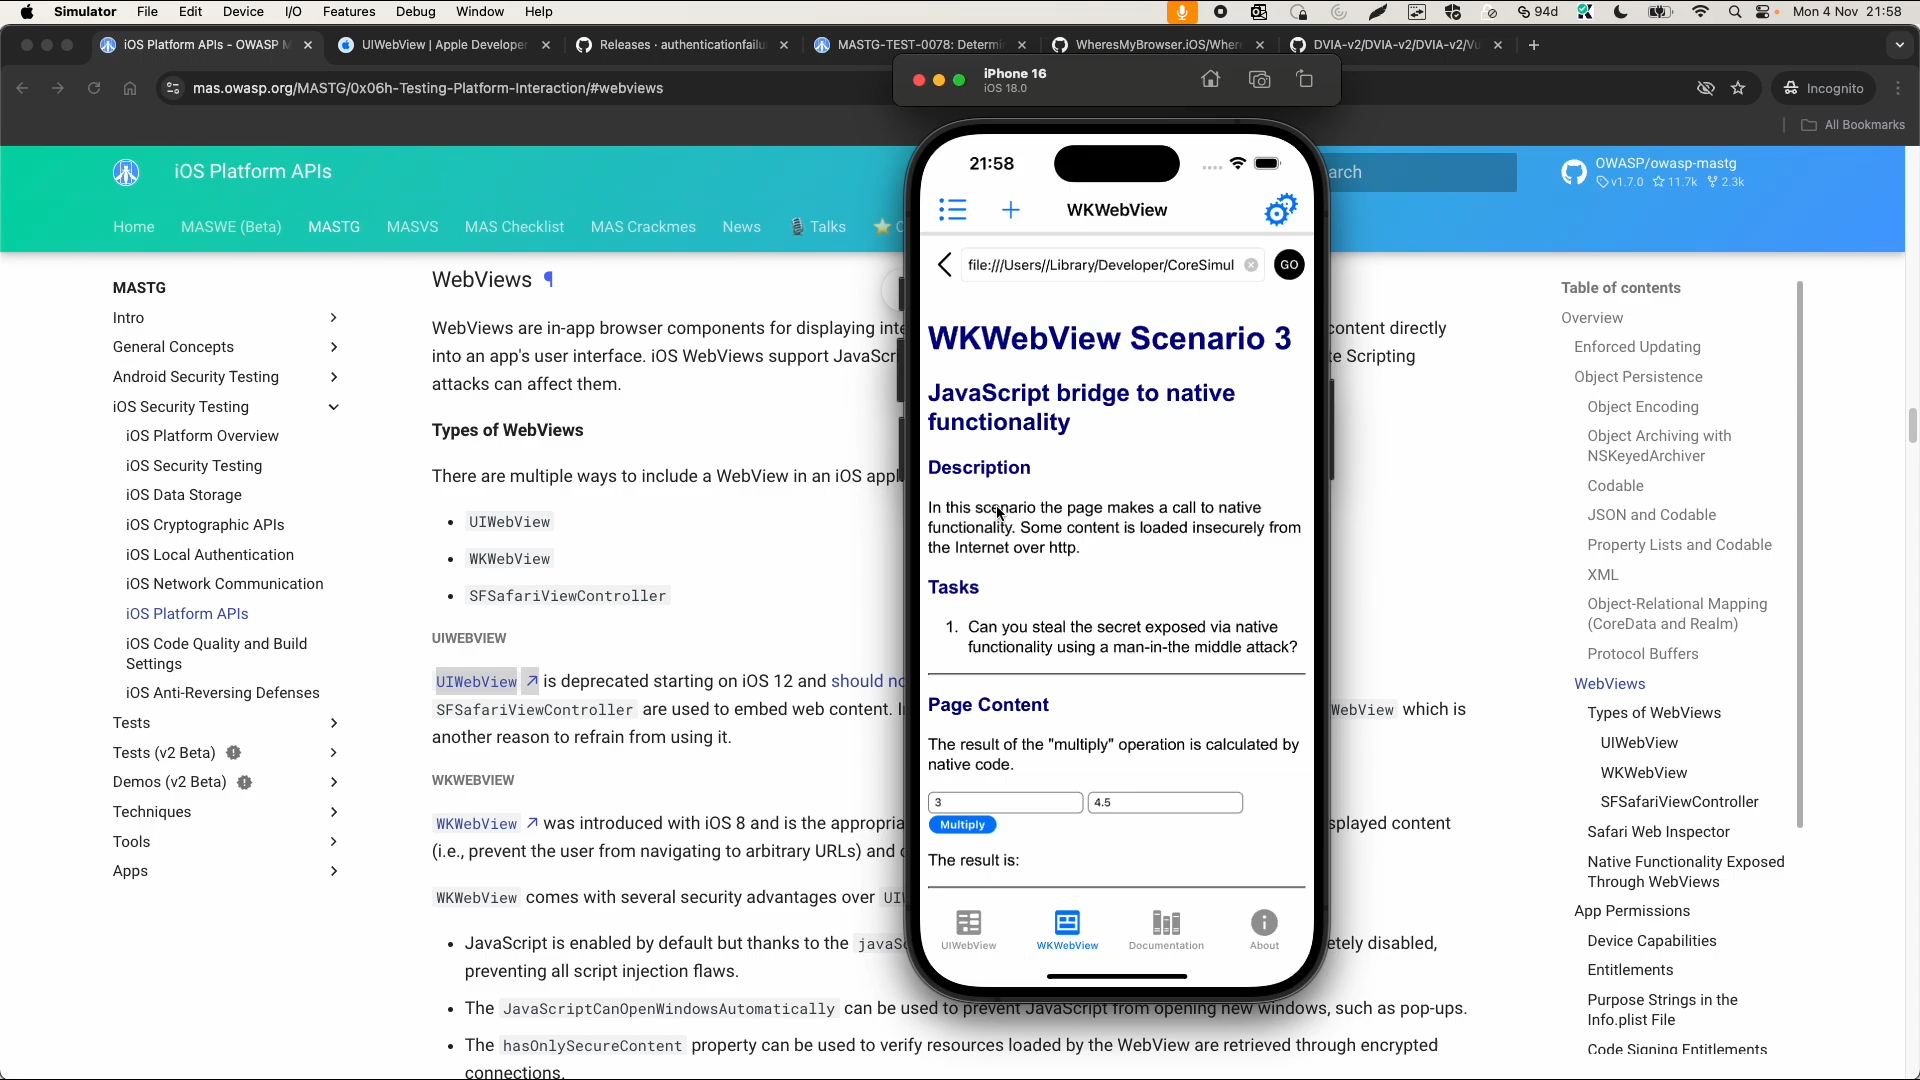 Simulator File Edit Device I/O Features Debug Window Help
94d Mon 4 Nov 21:58
iOS Platform APIs - OWASP M
UIWebView | Apple Developer
Releases · authenticationfailu
MASTG-TEST-0078: Determi
WheresMyBrowser.iOS/Where
DVIA-v2/DVIA-v2/DVIA-v2/Vu
mas.owasp.org/MASTG/0x06h-Testing-Platform-Interaction/#webviews
Incognito
All Bookmarks
iPhone 16
iOS 18.0
iOS Platform APIs
arch
OWASP/owasp-mastg
v1.7.0 11.7k 2.3k
Home MASWE (Beta) MASTG MASVS MAS Checklist MAS Crackmes News Talks
MASTG
Intro
General Concepts
Android Security Testing
iOS Security Testing
iOS Platform Overview
iOS Security Testing
iOS Data Storage
iOS Cryptographic APIs
iOS Local Authentication
iOS Network Communication
iOS Platform APIs
iOS Code Quality and Build
Settings
iOS Anti-Reversing Defenses
Tests
Tests (v2 Beta)
Demos (v2 Beta)
Techniques
Tools
Apps
WebViews ¶
WebViews are in-app browser components for displaying inte
content directly
into an app's user interface. iOS WebViews support JavaScr
te Scripting
attacks can affect them.
Types of WebViews
There are multiple ways to include a WebView in an iOS appl
• UIWebView
• WKWebView
• SFSafariViewController
UIWEBVIEW
UIWebView is deprecated starting on iOS 12 and should no
SFSafariViewController are used to embed web content. I
WebView which is
another reason to refrain from using it.
WKWEBVIEW
WKWebView was introduced with iOS 8 and is the appropria
splayed content
(i.e., prevent the user from navigating to arbitrary URLs) and
WKWebView comes with several security advantages over UI
• JavaScript is enabled by default but thanks to the javaS
etely disabled,
preventing all script injection flaws.
• The JavaScriptCanOpenWindowsAutomatically can be used to prevent JavaScript from opening new windows, such as pop-ups.
• The hasOnlySecureContent property can be used to verify resources loaded by the WebView are retrieved through encrypted
connections.
21:58
WKWebView
file:///Users//Library/Developer/CoreSimul
GO
WKWebView Scenario 3
JavaScript bridge to native
functionality
Description
In this scenario the page makes a call to native
functionality. Some content is loaded insecurely from
the Internet over http.
Tasks
1. Can you steal the secret exposed via native
functionality using a man-in-the middle attack?
Page Content
The result of the "multiply" operation is calculated by
native code.
3 4.5
Multiply
The result is:
UIWebView WKWebView Documentation About
Table of contents
Overview
Enforced Updating
Object Persistence
Object Encoding
Object Archiving with
NSKeyedArchiver
Codable
JSON and Codable
Property Lists and Codable
XML
Object-Relational Mapping
(CoreData and Realm)
Protocol Buffers
WebViews
Types of WebViews
UIWebView
WKWebView
SFSafariViewController
Safari Web Inspector
Native Functionality Exposed
Through WebViews
App Permissions
Device Capabilities
Entitlements
Purpose Strings in the
Info.plist File
Code Signing Entitlements